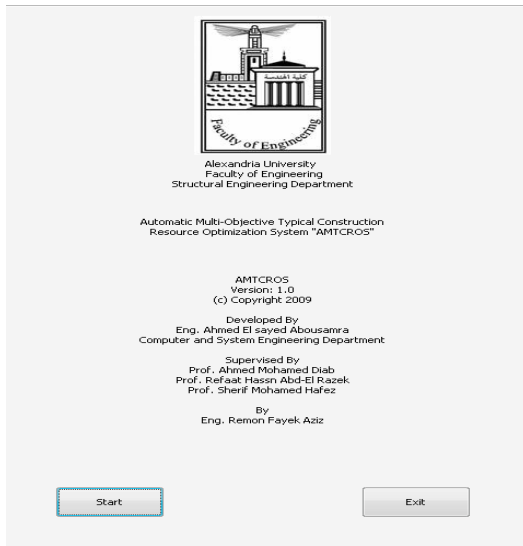 كلية الهندسة
Faculty of Engineering
Alexandria University
Faculty of Engineering
Structural Engineering Department
Automatic Multi-Objective Typical Construction
Resource Optimization System "AMTCROS"
AMTCROS
Version: 1.0
(c) Copyright 2009
Developed By
Eng. Ahmed El sayed Abousamra
Computer and System Engineering Department
Supervised By
Prof. Ahmed Mohamed Diab
Prof. Refaat Hassn Abd-El Razek
Prof. Sherif Mohamed Hafez
By
Eng. Remon Fayek Aziz
Start
Exit